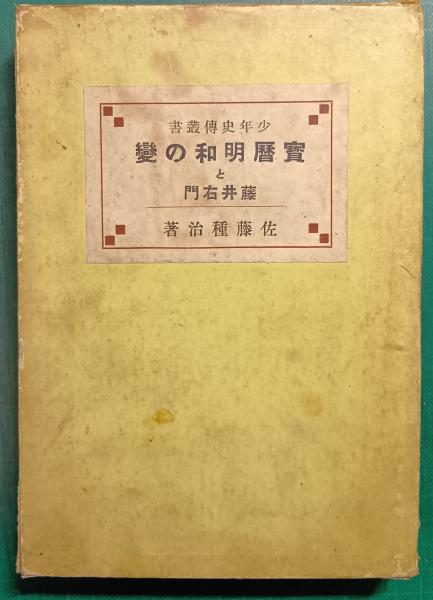 少年史傳叢書
寶曆明和の變
と
藤井右門
佐藤種治著